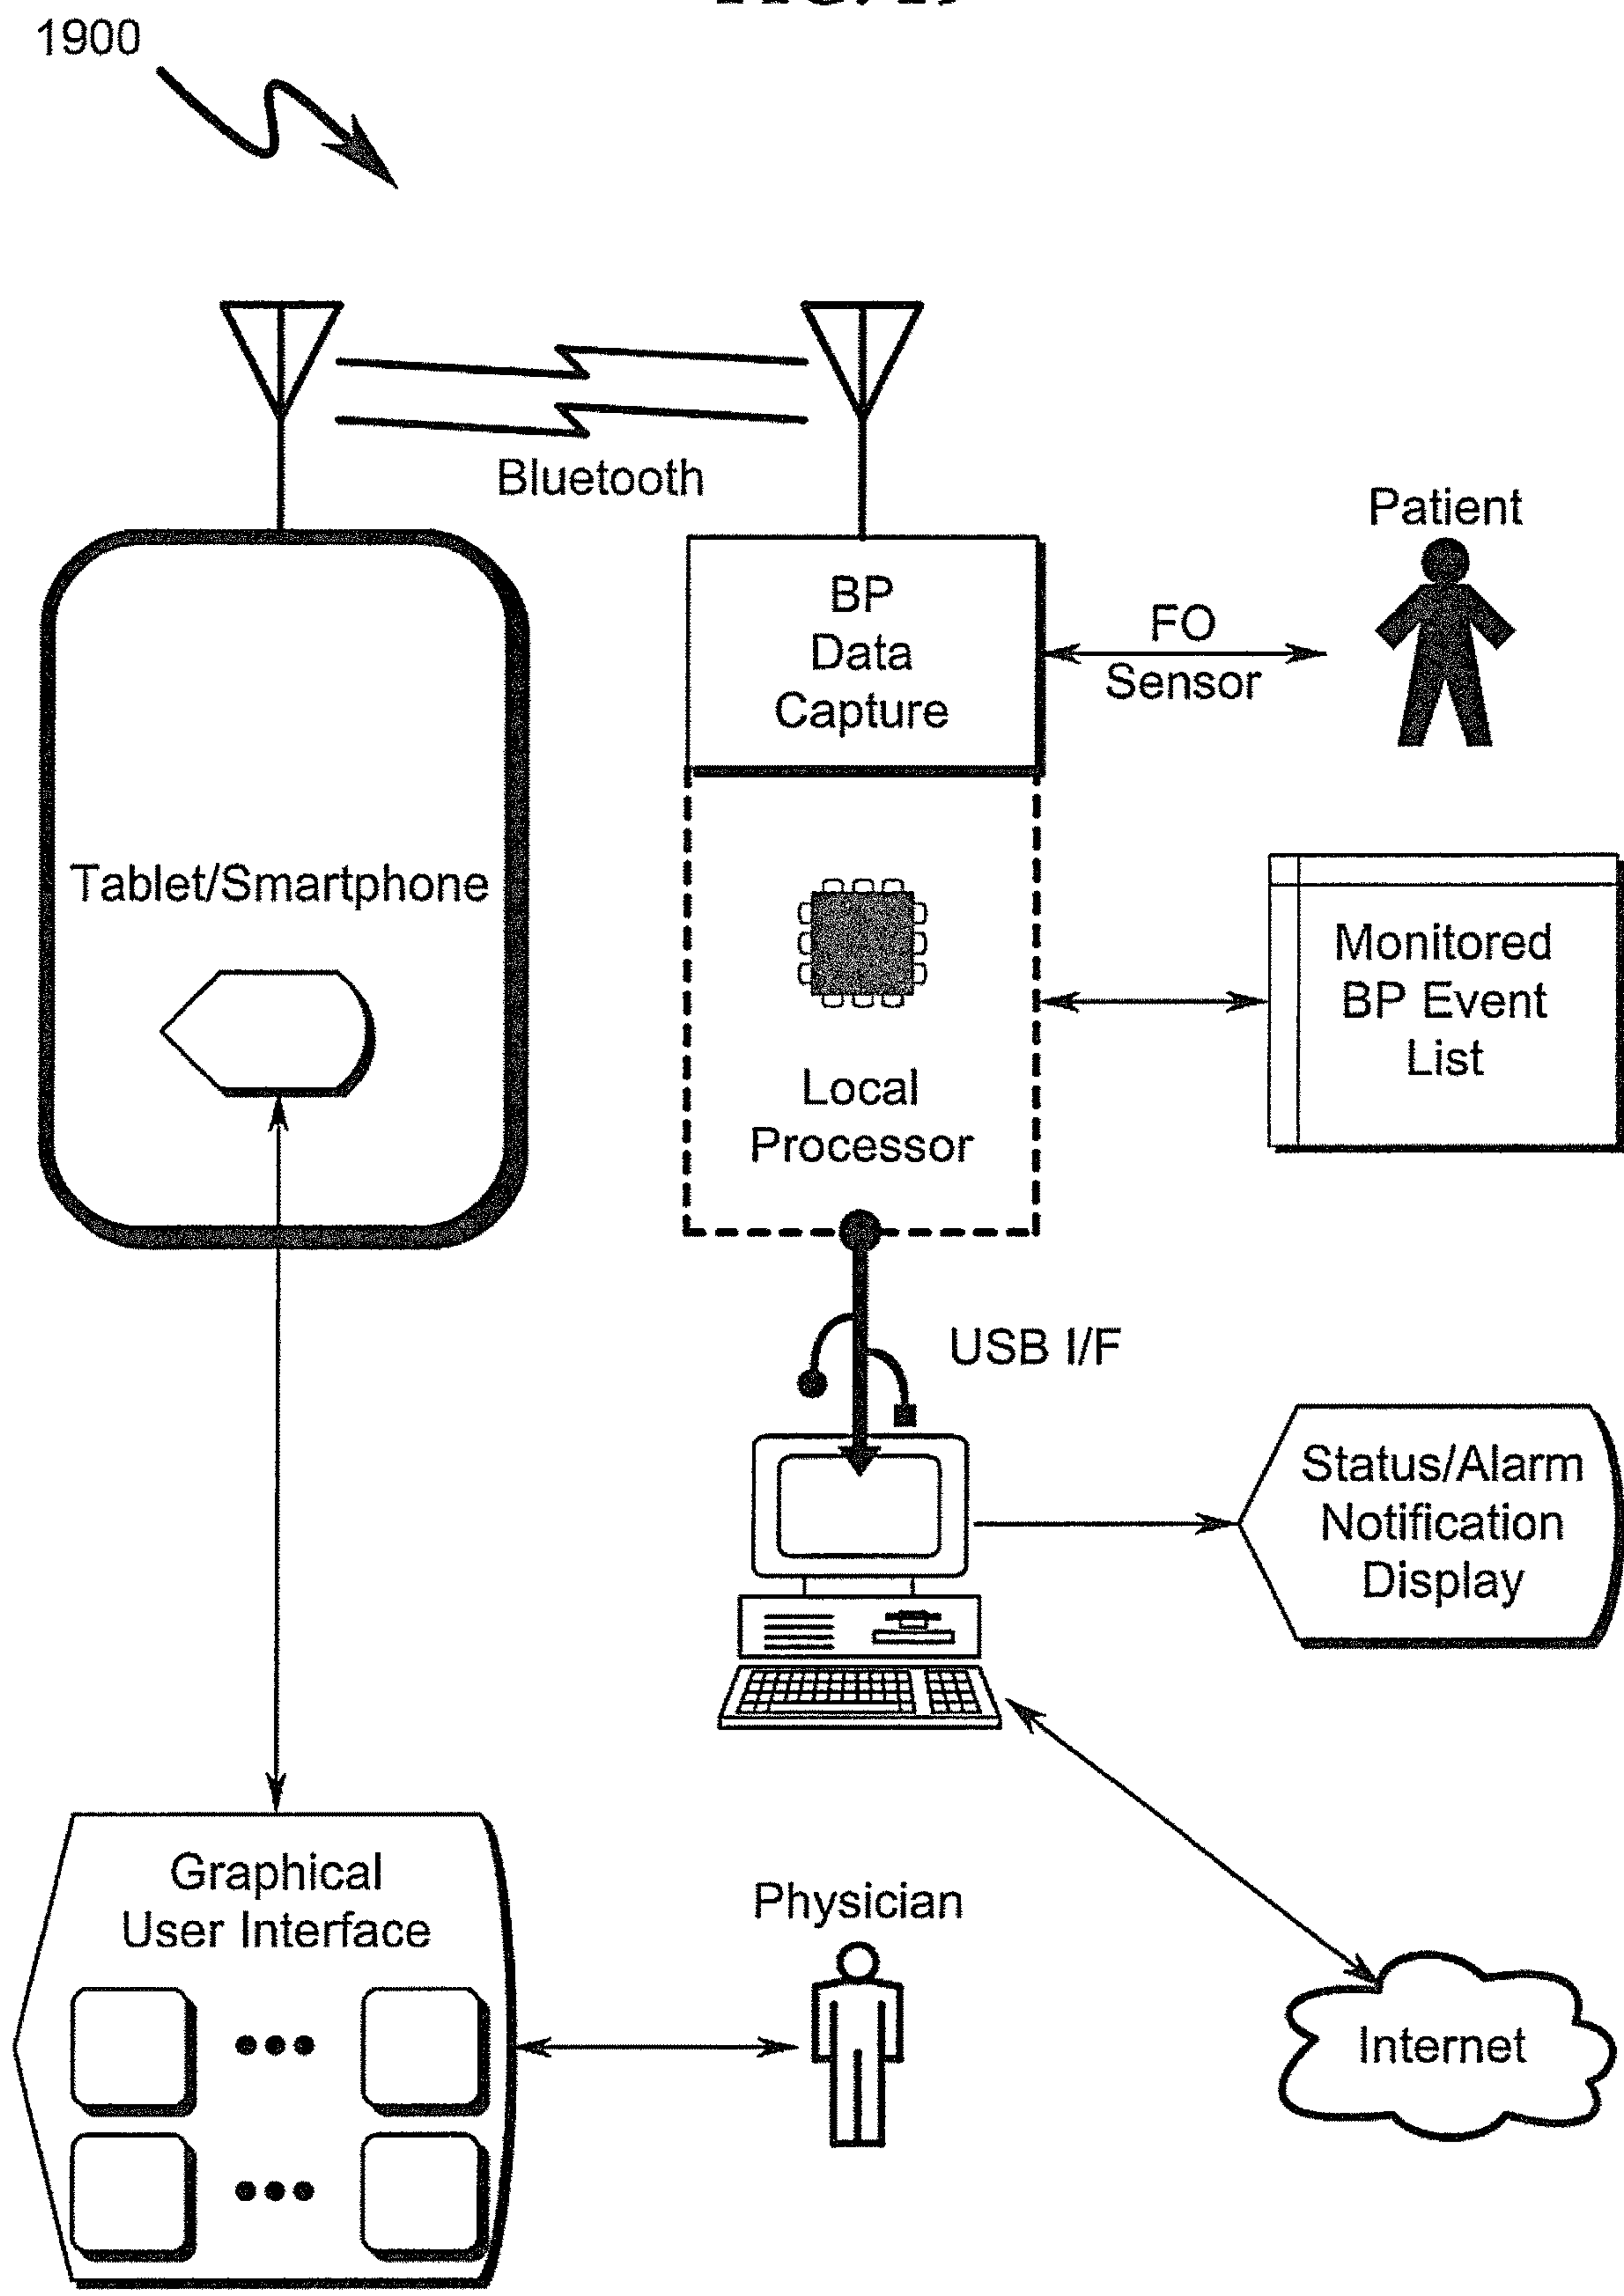 1900
Bluetooth
Patient
BP
Data
Capture
FO
Sensor
Tablet/Smartphone
Monitored
BP Event
List
Local
Processor
USB I/F
Status/Alarm
Notification
Display
Graphical
User Interface
Physician
Internet